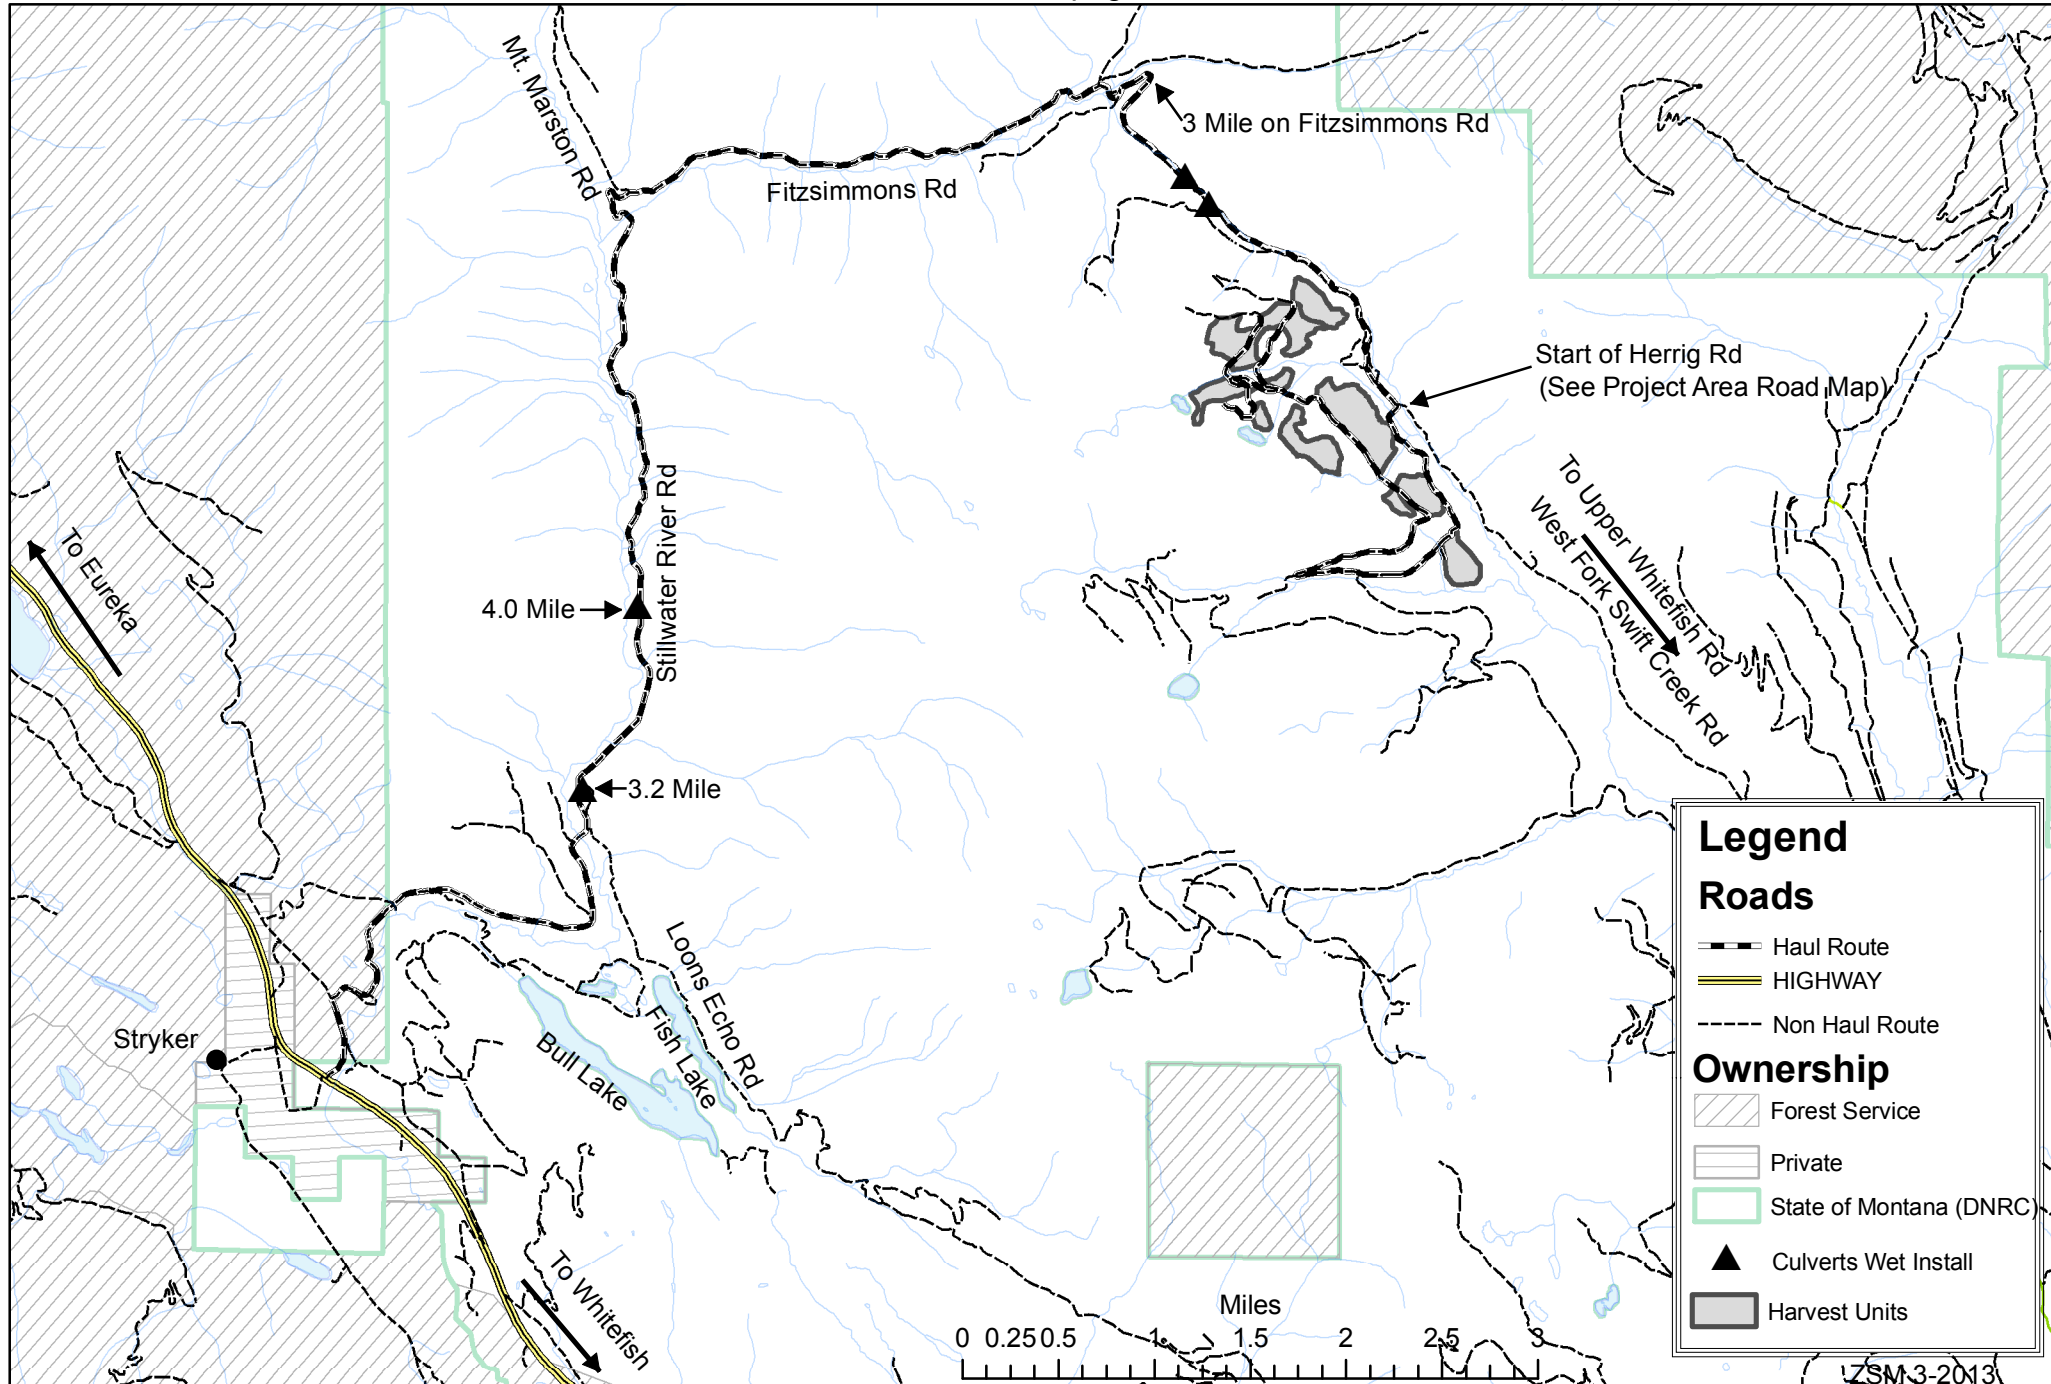 Mt. Marston Rd
3 Mile on Fitzsimmons Rd
Fitzsimmons Rd
Start of Herrig Rd
(See Project Area Road Map)
To Upper Whitefish Rd
West Fork Swift Creek Rd
To Eureka
Stillwater River Rd
4.0 Mile
3.2 Mile
Loons Echo Rd
Fish Lake
Bull Lake
Stryker
To Whitefish
Legend
Roads
Haul Route
HIGHWAY
Non Haul Route
Ownership
Forest Service
Private
State of Montana (DNRC)
Culverts Wet Install
Harvest Units
Miles
0 0.25 0.5 1 1.5 2 2.5 3
ZSM 3-2013